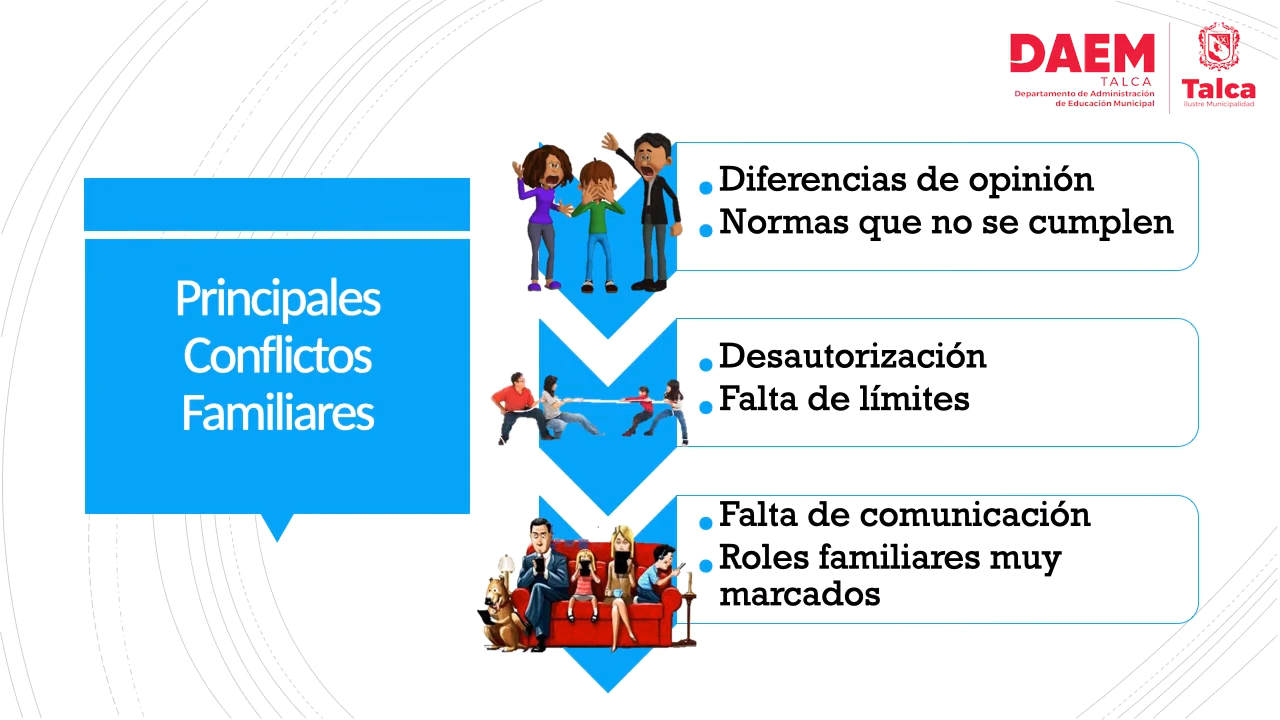 DAEM
TALCA
Departamento de Administración
de Educación Municipal
Talca
Ilustre Municipalidad
Principales
Conflictos
Familiares
Diferencias de opinión
Normas que no se cumplen
Desautorización
Falta de límites
Falta de comunicación
Roles familiares muy
marcados